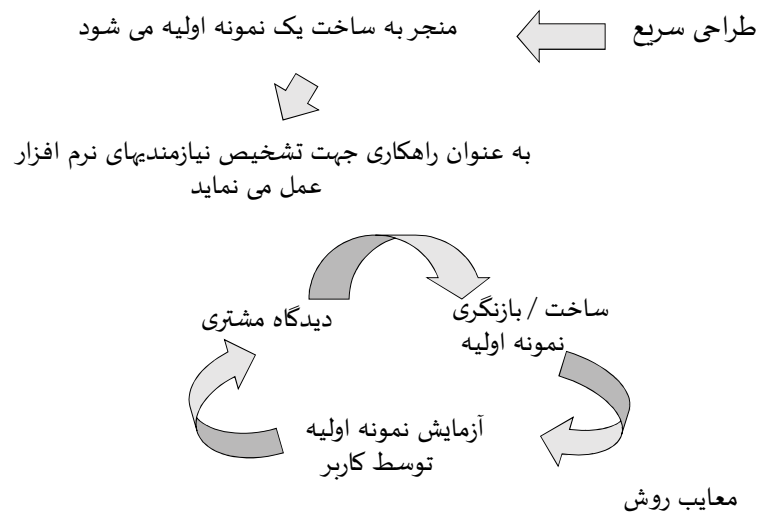 طراحی سریع
منجر به ساخت یک نمونه اولیه می شود
به عنوان راهکاری جهت تشخیص نیازمندیهای نرم افزار
عمل می نماید
دیدگاه مشتری
ساخت / بازنگری
نمونه اولیه
آزمایش نمونه اولیه
توسط کاربر
معایب روش